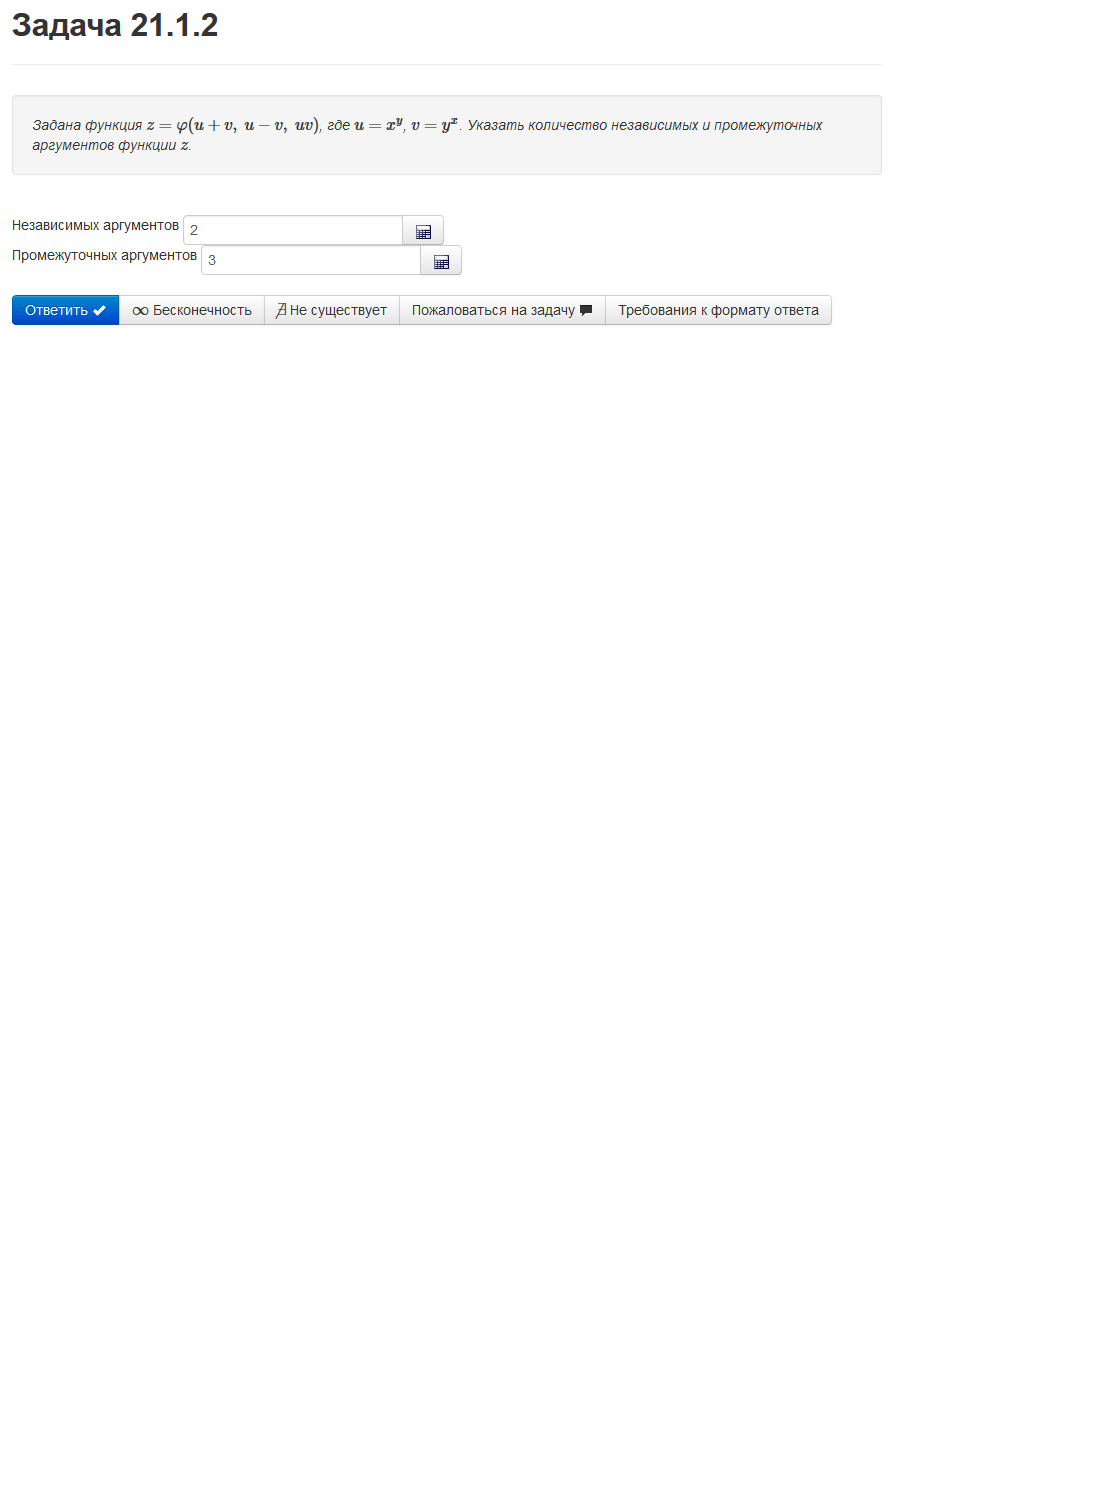 Задача 21.1.2
Задана функция z = φ(u + v, u − v, uv), где u = x^y, v = y^x. Указать количество независимых и промежуточных
аргументов функции z.
Независимых аргументов 2
Промежуточных аргументов 3
Ответить ∞ Бесконечность ∄ Не существует Пожаловаться на задачу Требования к формату ответа